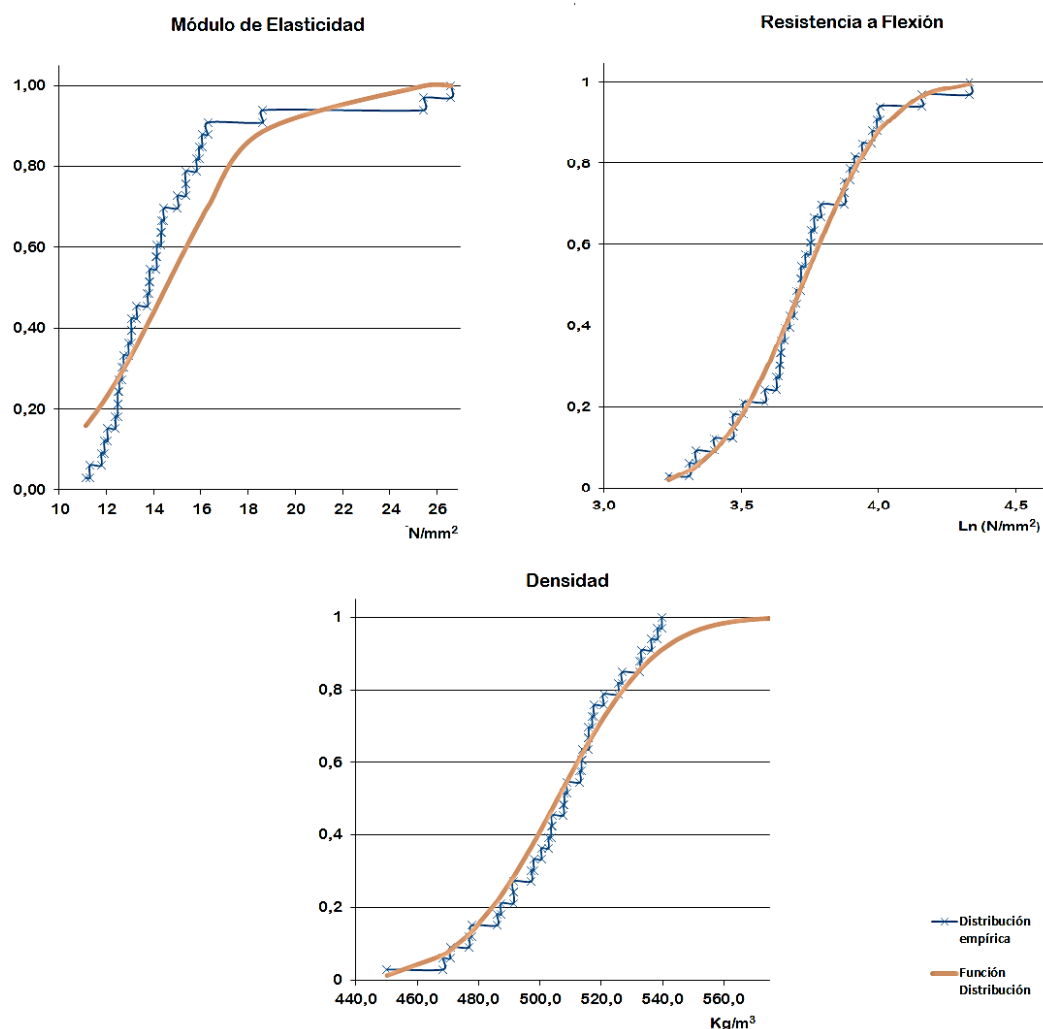 Módulo de Elasticidad
1,00
0,80
0,60
0,40
0,20
0,00
10 12 14 16 18 20 22 24 26
N/mm²
Resistencia a Flexión
1
0,8
0,6
0,4
0,2
0
3,0 3,5 4,0 4,5
Ln (N/mm²)
Densidad
1
0,8
0,6
0,4
0,2
0
440,0 460,0 480,0 500,0 520,0 540,0 560,0
Kg/m³
Distribución
empírica
Función
Distribución